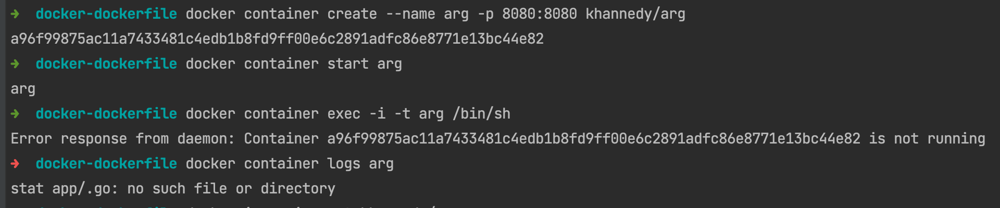 ➜  docker-dockerfile docker container create --name arg -p 8080:8080 khannedy/arg
a96f99875ac11a7433481c4edb1b8fd9ff00e6c2891adfc86e8771e13bc44e82
➜  docker-dockerfile docker container start arg
arg
➜  docker-dockerfile docker container exec -i -t arg /bin/sh
Error response from daemon: Container a96f99875ac11a7433481c4edb1b8fd9ff00e6c2891adfc86e8771e13bc44e82 is not running
➜  docker-dockerfile docker container logs arg
stat app/.go: no such file or directory